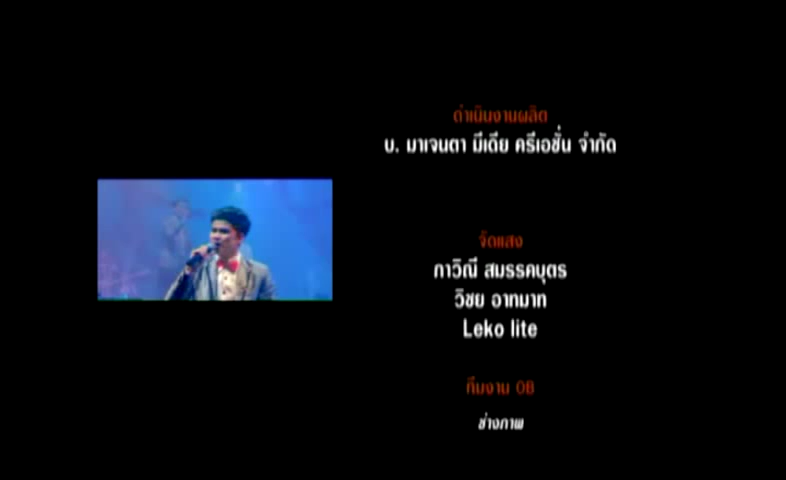 ดำเนินงานผลิต
บ. มาเจนตา มีเดีย ครีเอชั่น จำกัด
จัดแสง
กาวิณี สมรรคบุตร
วิชย อาทมาท
Leko lite
ทีมงาน OB
ช่างภาพ